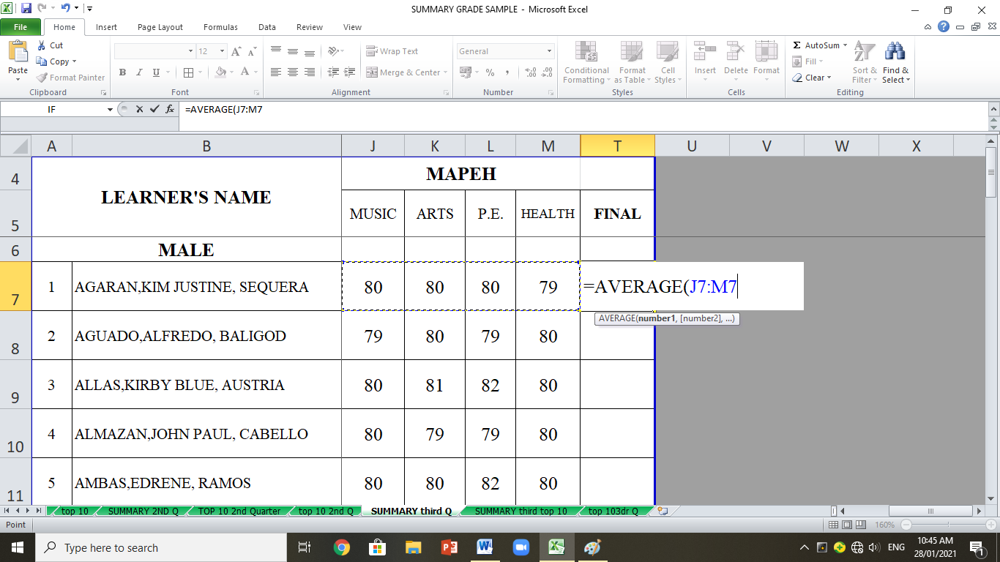 SUMMARY GRADE SAMPLE - Microsoft Excel
File Home Insert Page Layout Formulas Data Review View
Paste Cut Copy Format Painter Clipboard
12 A A B I U A Font
Wrap Text Merge & Center Alignment
General % , Number
Conditional Formatting Format as Table Cell Styles Styles
Insert Delete Format Cells
Σ AutoSum Fill Clear Sort & Filter Find & Select Editing
IF fx =AVERAGE(J7:M7
A B J K L M T U V W X
4 LEARNER'S NAME MAPEH
5 MUSIC ARTS P.E. HEALTH FINAL
6 MALE
7 1 AGARAN,KIM JUSTINE, SEQUERA 80 80 80 79 =AVERAGE(J7:M7
AVERAGE(number1, [number2], ...)
8 2 AGUADO,ALFREDO, BALIGOD 79 80 79 80
9 3 ALLAS,KIRBY BLUE, AUSTRIA 80 81 82 80
10 4 ALMAZAN,JOHN PAUL, CABELLO 80 79 79 80
11 5 AMBAS,EDRENE, RAMOS 80 80 82 80
top 10 SUMMARY 2ND Q TOP 10 2nd Quarter top 10 2nd Q SUMMARY third Q SUMMARY third top 10 top 103dr Q
Point 160%
Type here to search ENG 10:45 AM
28/01/2021 1